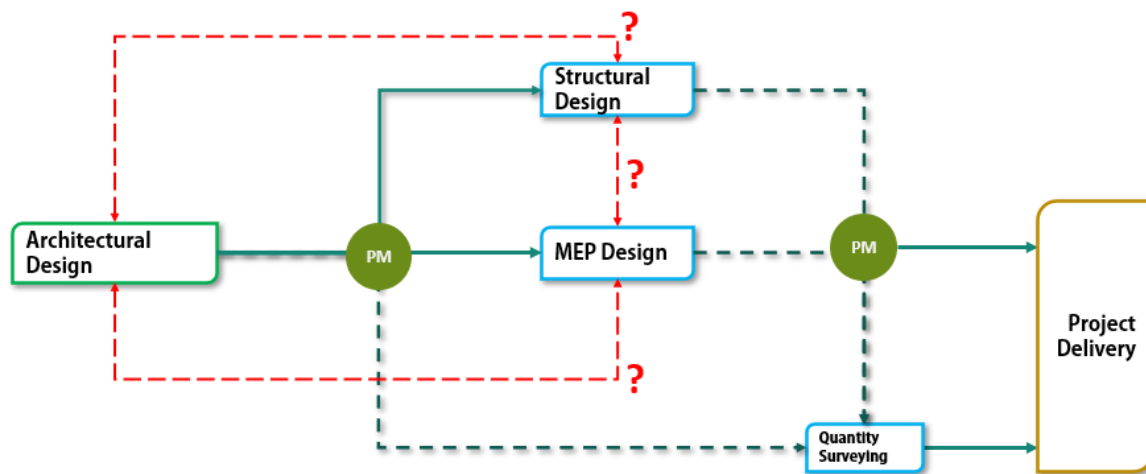 ?
Structural
Design
?
Architectural
Design
PM
MEP Design
PM
Project
Delivery
?
Quantity
Surveying